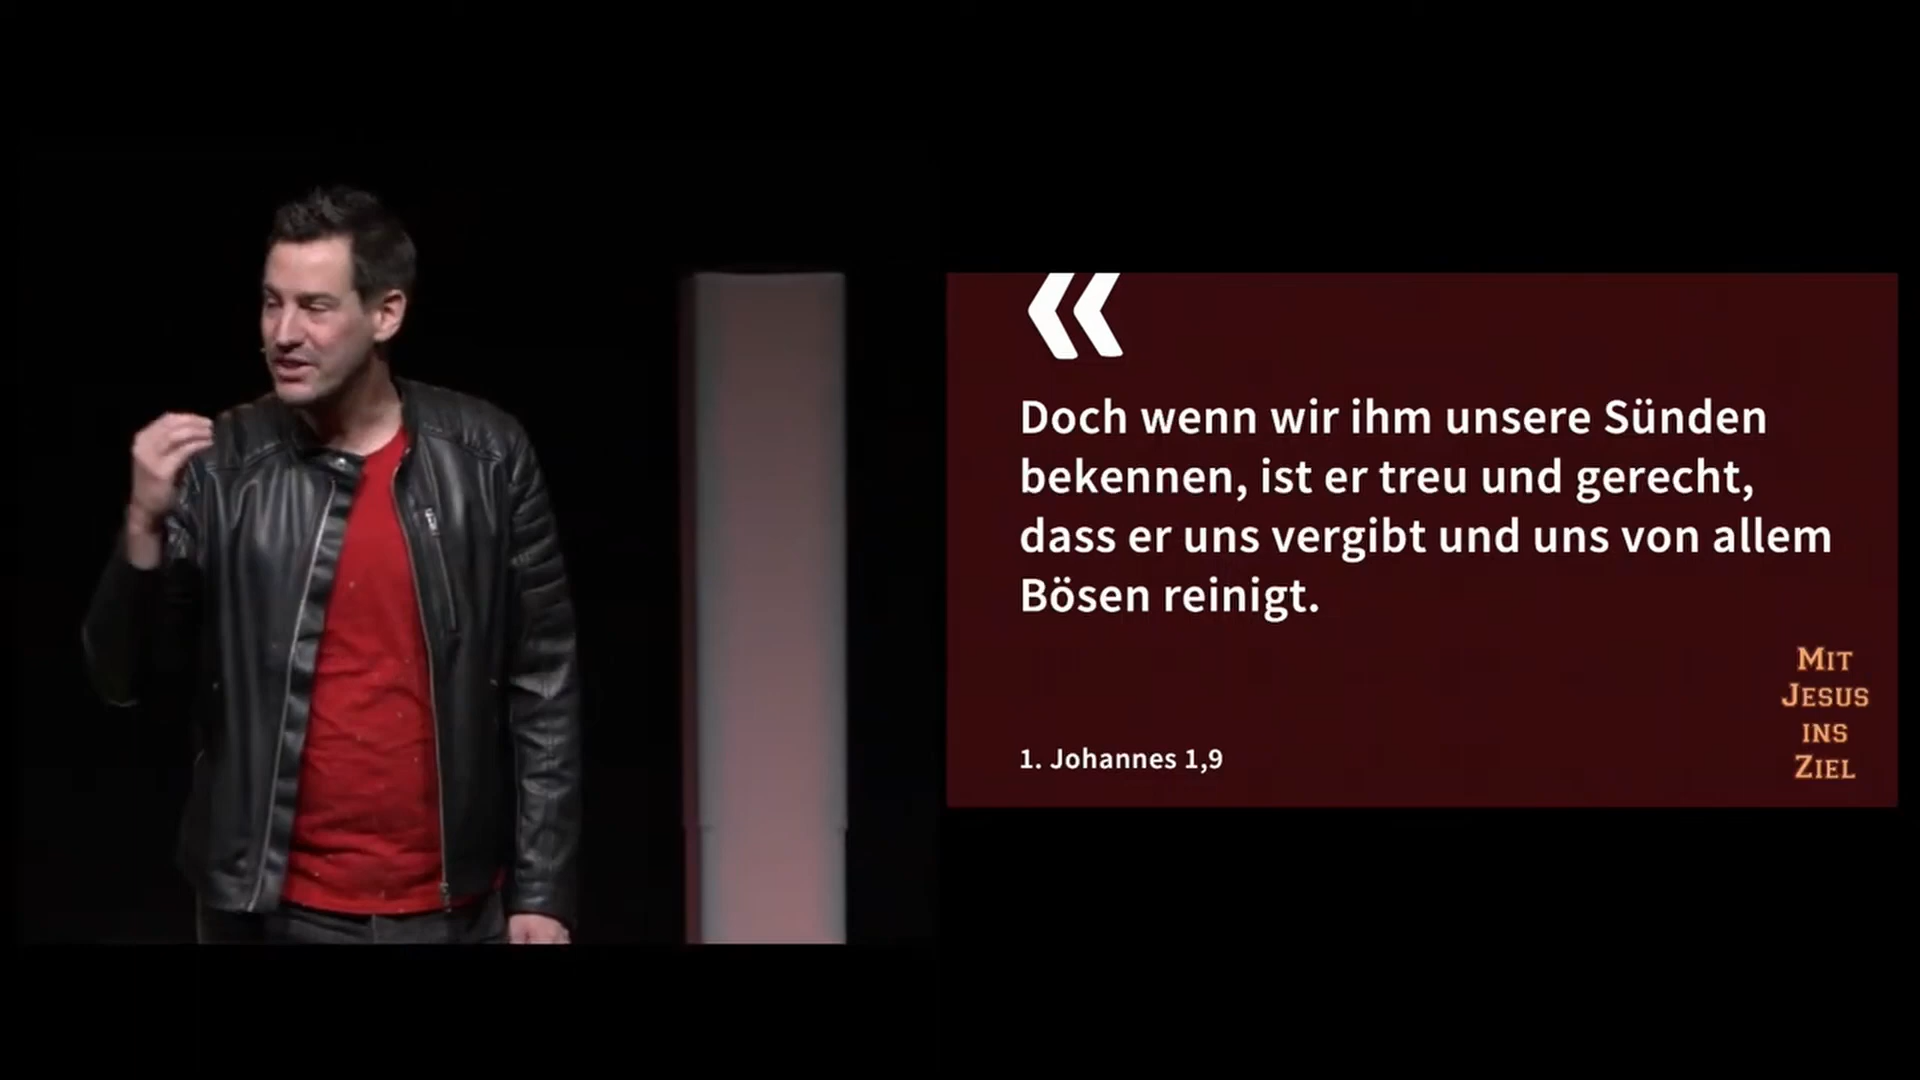 «
Doch wenn wir ihm unsere Sünden
bekennen, ist er treu und gerecht,
dass er uns vergibt und uns von allem
Bösen reinigt.
1. Johannes 1,9
MIT
JESUS
INS
ZIEL